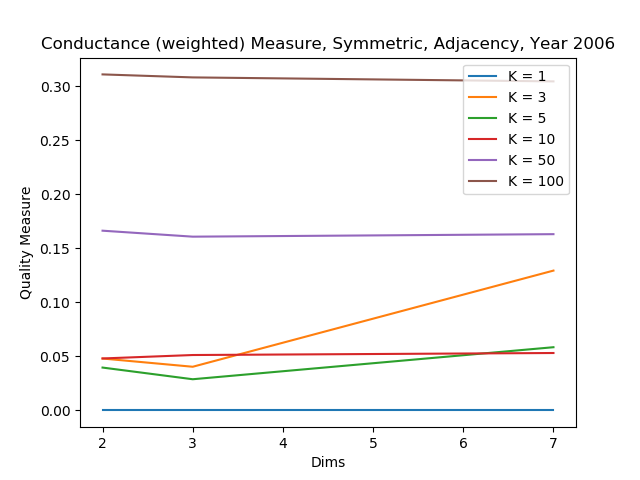 Conductance (weighted) Measure, Symmetric, Adjacency, Year 2006
0.30
0.25
0.20
0.15
0.10
0.05
0.00
Quality Measure
K = 1
K = 3
K = 5
K = 10
K = 50
K = 100
2 3 4 5 6 7
Dims